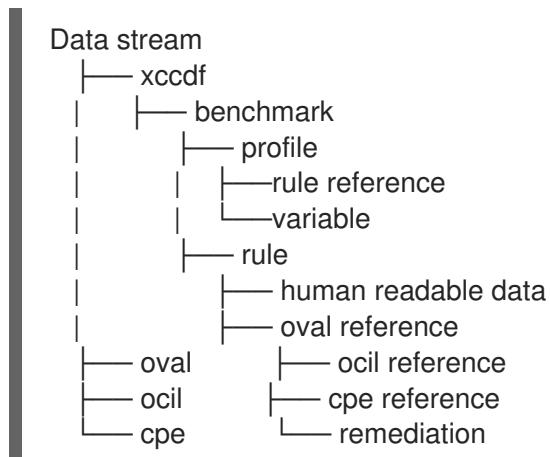 Data stream
├── xccdf
|      ├── benchmark
|            ├── profile
|            |    ├──rule reference
|            |    └──variable
|            ├── rule
|                 ├── human readable data
|                 ├── oval reference
├── oval          ├── ocil reference
├── ocil          ├── cpe reference
└── cpe           └── remediation